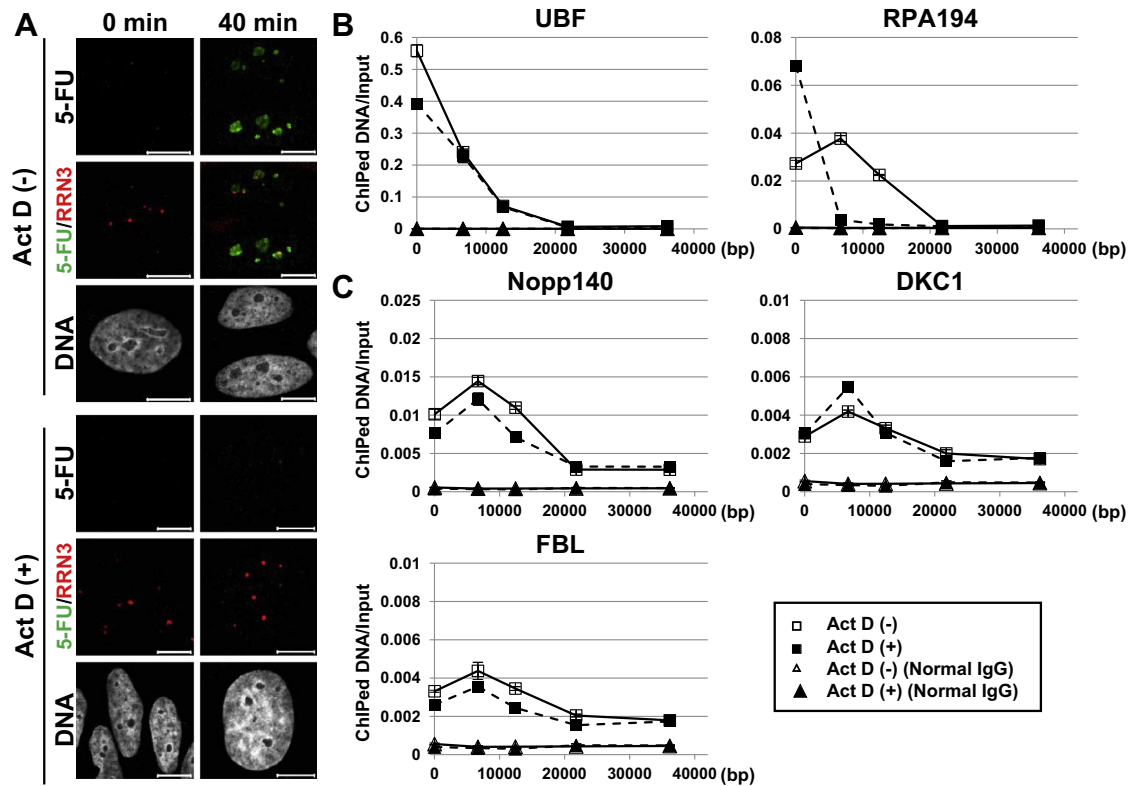 A
0 min 40 min
Act D (-)
5-FU
5-FU/RRN3
DNA
Act D (+)
5-FU
5-FU/RRN3
DNA
B
UBF
ChIPed DNA/Input
0.6
0.5
0.4
0.3
0.2
0.1
0
0 10000 20000 30000 40000 (bp)
RPA194
0.08
0.06
0.04
0.02
0
0 10000 20000 30000 40000 (bp)
C
Nopp140
ChIPed DNA/Input
0.025
0.02
0.015
0.01
0.005
0
0 10000 20000 30000 40000 (bp)
DKC1
0.01
0.008
0.006
0.004
0.002
0
0 10000 20000 30000 40000 (bp)
FBL
ChIPed DNA/Input
0.01
0.008
0.006
0.004
0.002
0
0 10000 20000 30000 40000 (bp)
Act D (-)
Act D (+)
Act D (-) (Normal IgG)
Act D (+) (Normal IgG)